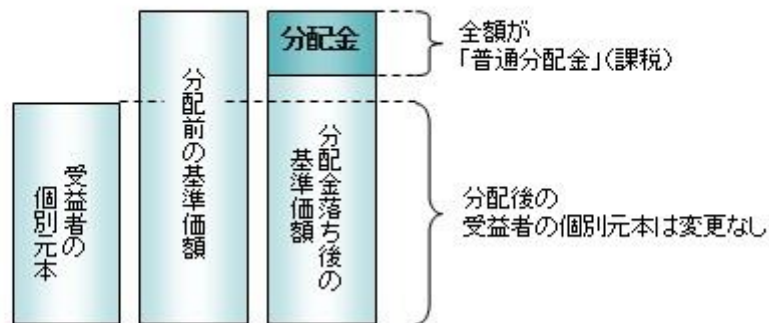 受益者の
個別元本
分配前の基準価額
分配金
分配金落ち後の
基準価額
全額が
「普通分配金」(課税)
分配後の
受益者の個別元本は変更なし